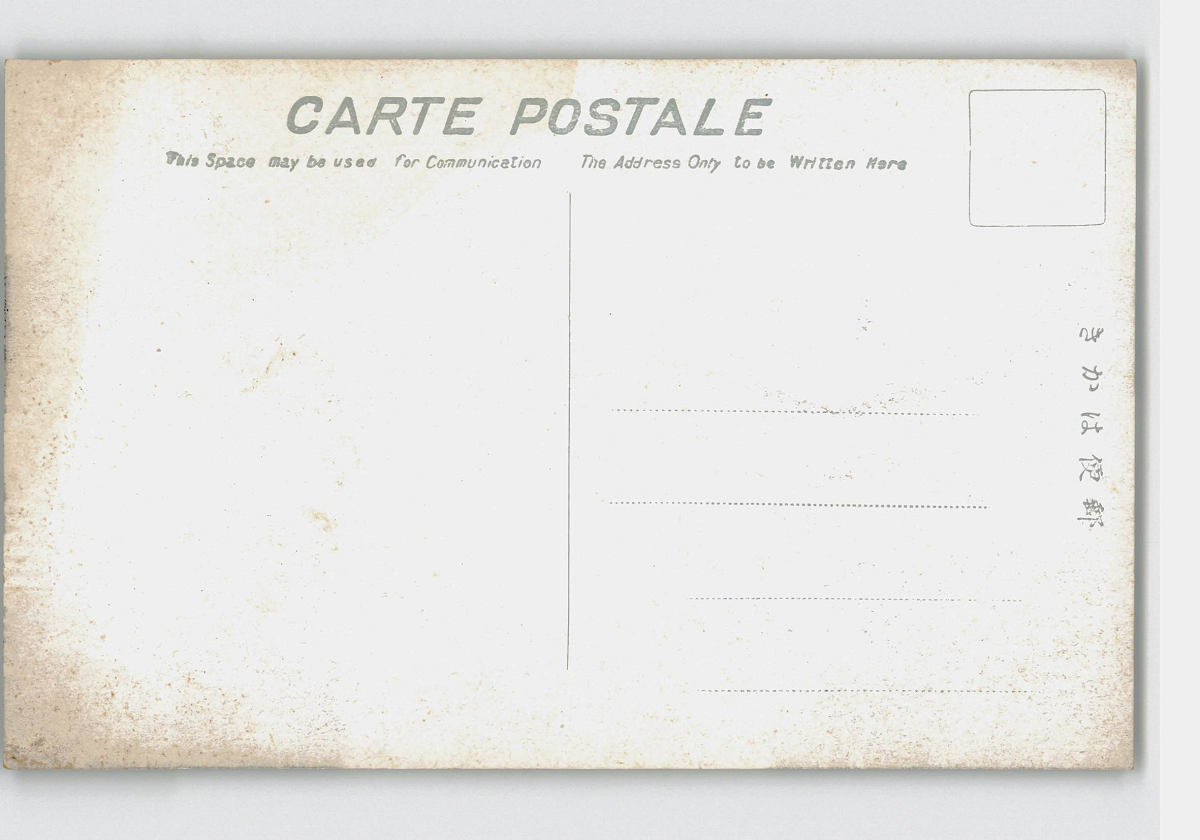 CARTE POSTALE
This Space may be used for Communication
The Address Only to be Written Here
きかは便郵